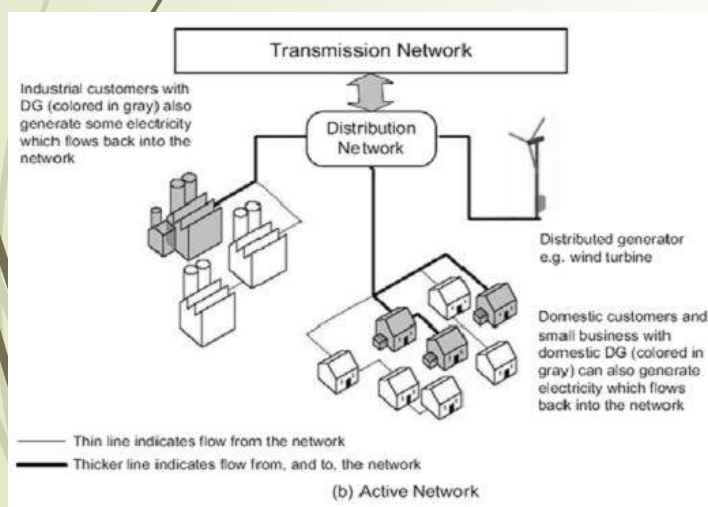 Transmission Network
Industrial customers with
DG (colored in gray) also
generate some electricity
which flows back into the
network
Distribution
Network
Distributed generator
e.g. wind turbine
Domestic customers and
small business with
domestic DG (colored in
gray) can also generate
electricity which flows
back into the network
Thin line indicates flow from the network
Thicker line indicates flow from, and to, the network
(b) Active Network